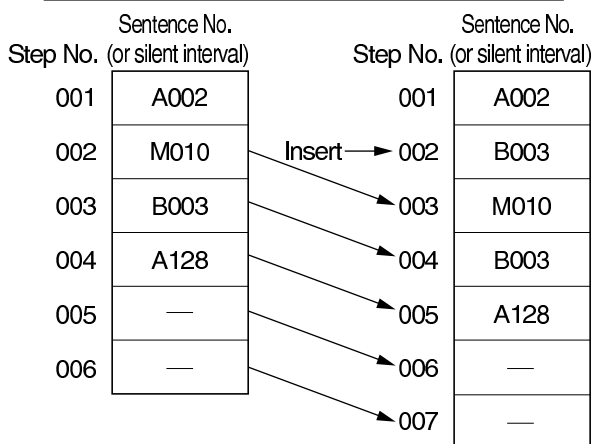 Sentence No. Sentence No.
Step No. (or silent interval) Step No. (or silent interval)
001 A002 001 A002
002 M010 Insert 002 B003
003 B003 003 M010
004 A128 004 B003
005 — 005 A128
006 — 006 —
007 —